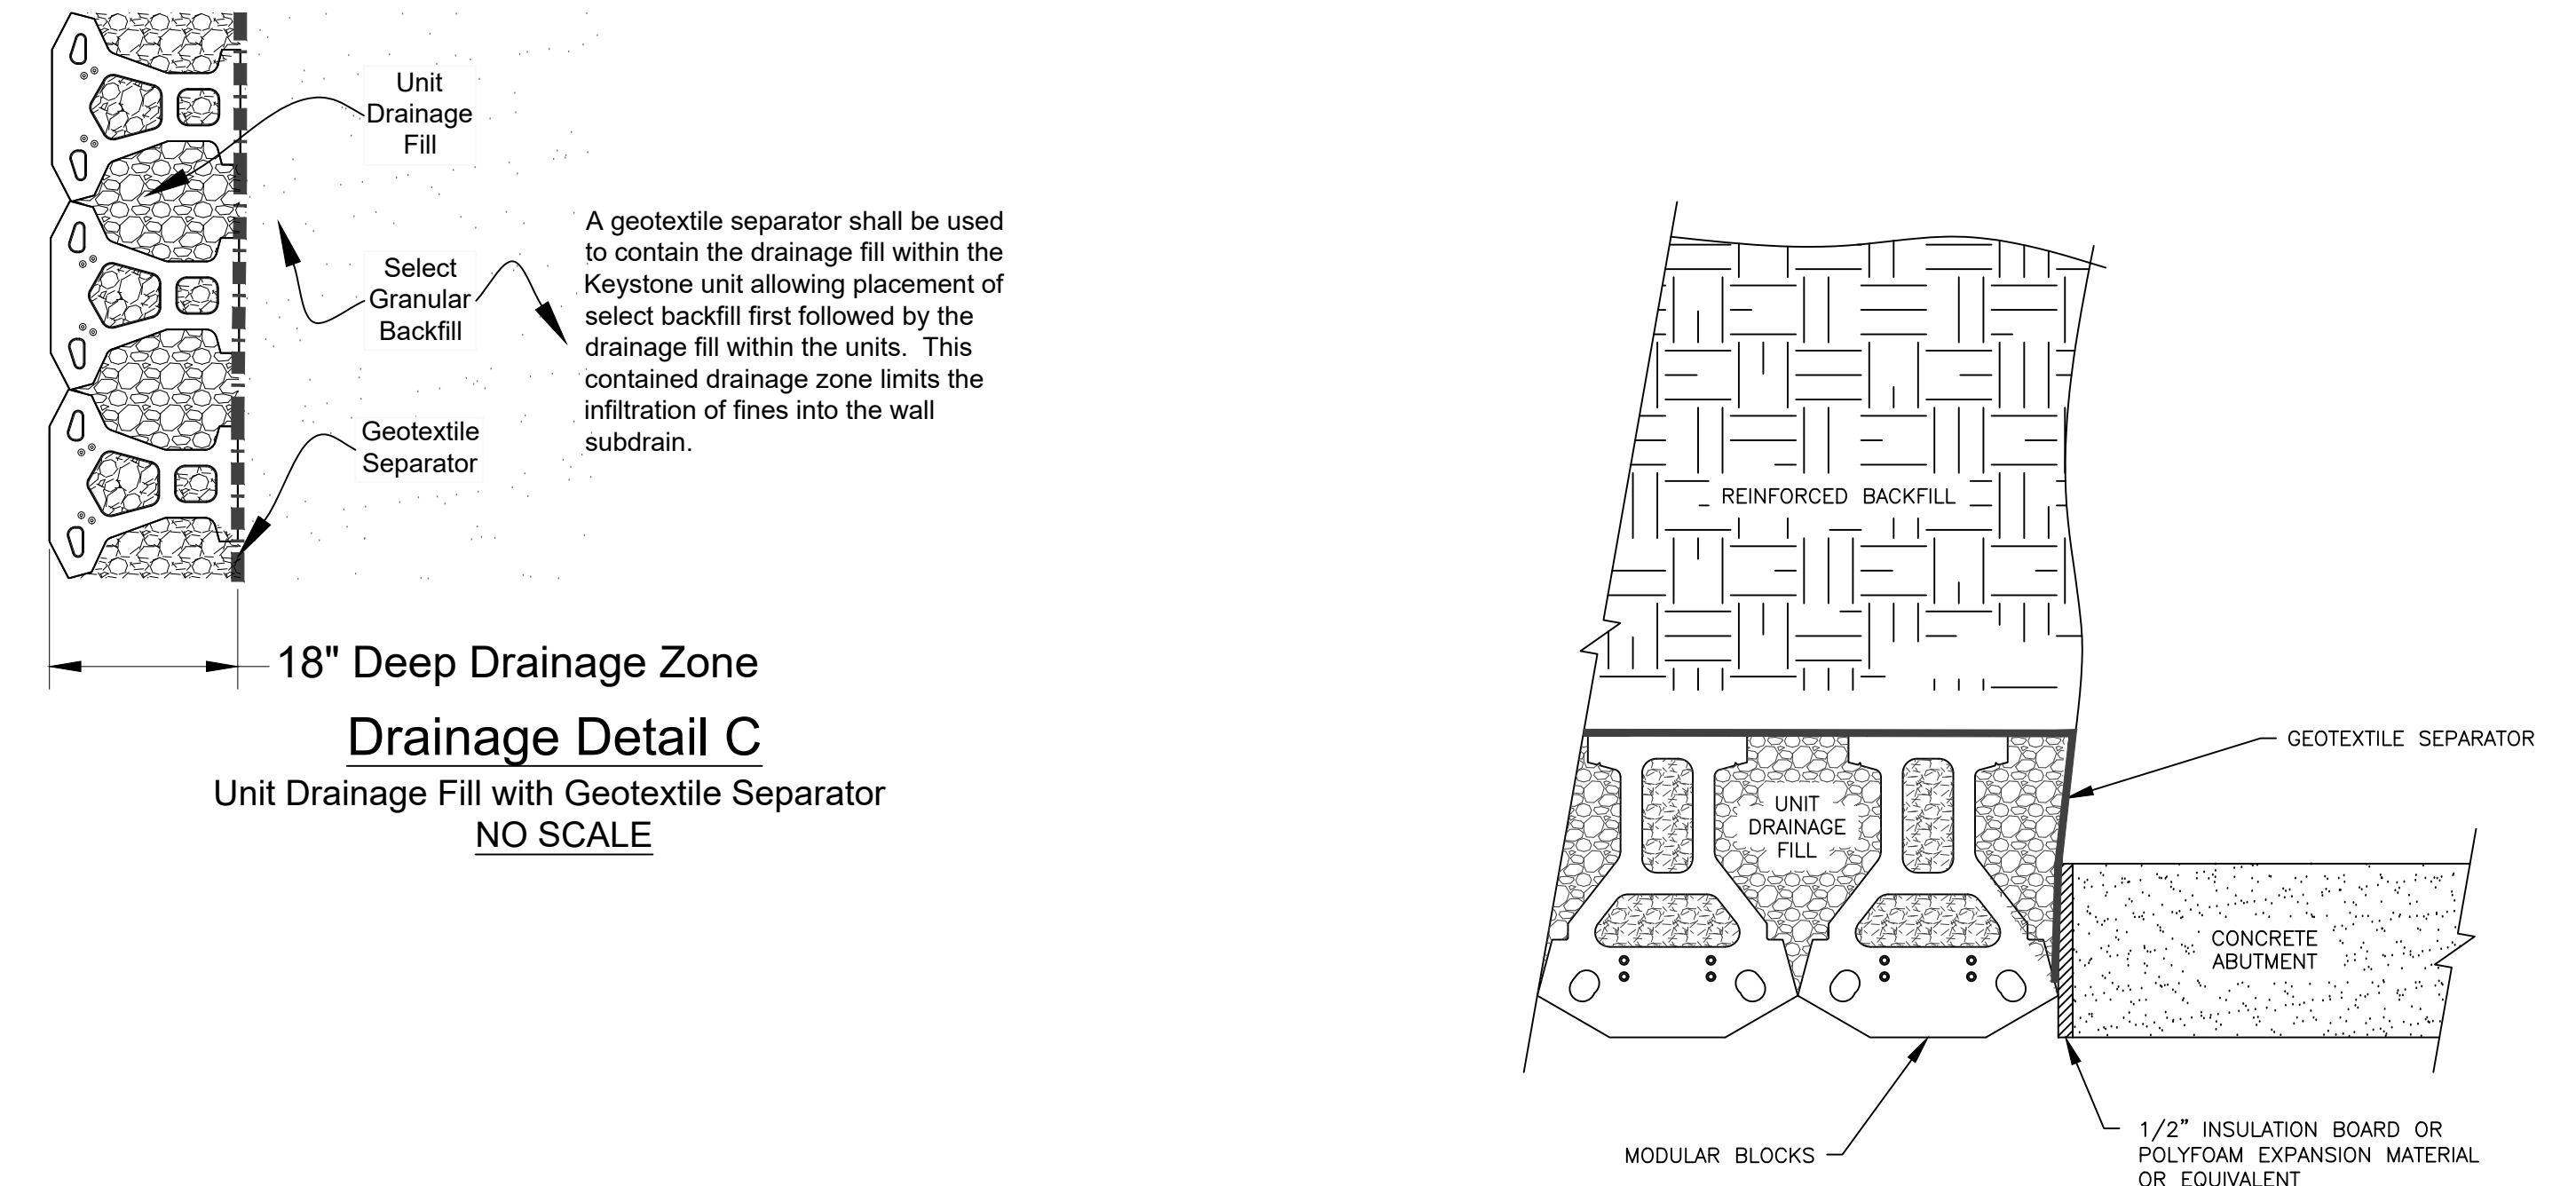 Unit
Drainage
Fill
Select
Granular
Backfill
Geotextile
Separator
A geotextile separator shall be used
to contain the drainage fill within the
Keystone unit allowing placement of
select backfill first followed by the
drainage fill within the units.  This
contained drainage zone limits the
infiltration of fines into the wall
subdrain.
18" Deep Drainage Zone
Drainage Detail C
Unit Drainage Fill with Geotextile Separator
NO SCALE
REINFORCED BACKFILL
GEOTEXTILE SEPARATOR
UNIT
DRAINAGE
FILL
CONCRETE
ABUTMENT
MODULAR BLOCKS
1/2" INSULATION BOARD OR
POLYFOAM EXPANSION MATERIAL
OR EQUIVALENT